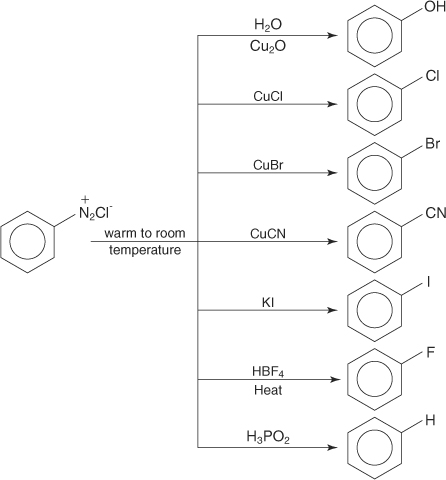 H₂O
Cu₂O
OH
CuCl
Cl
CuBr
Br
+
N₂Cl⁻
warm to room
temperature
CuCN
CN
KI
I
HBF₄
Heat
F
H₃PO₂
H